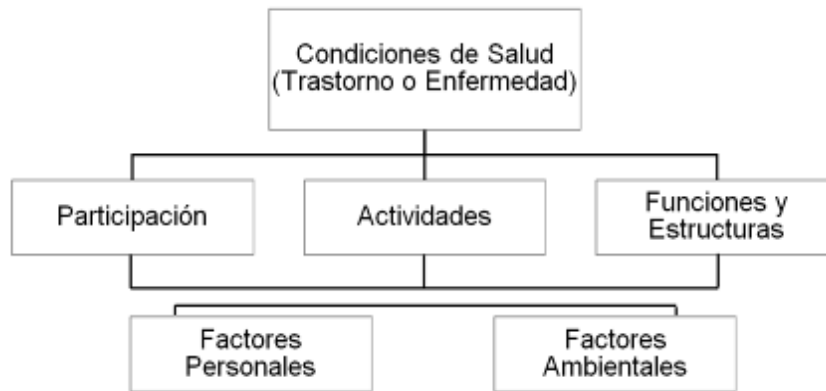 Condiciones de Salud
(Trastorno o Enfermedad)
Participación
Actividades
Funciones y
Estructuras
Factores
Personales
Factores
Ambientales